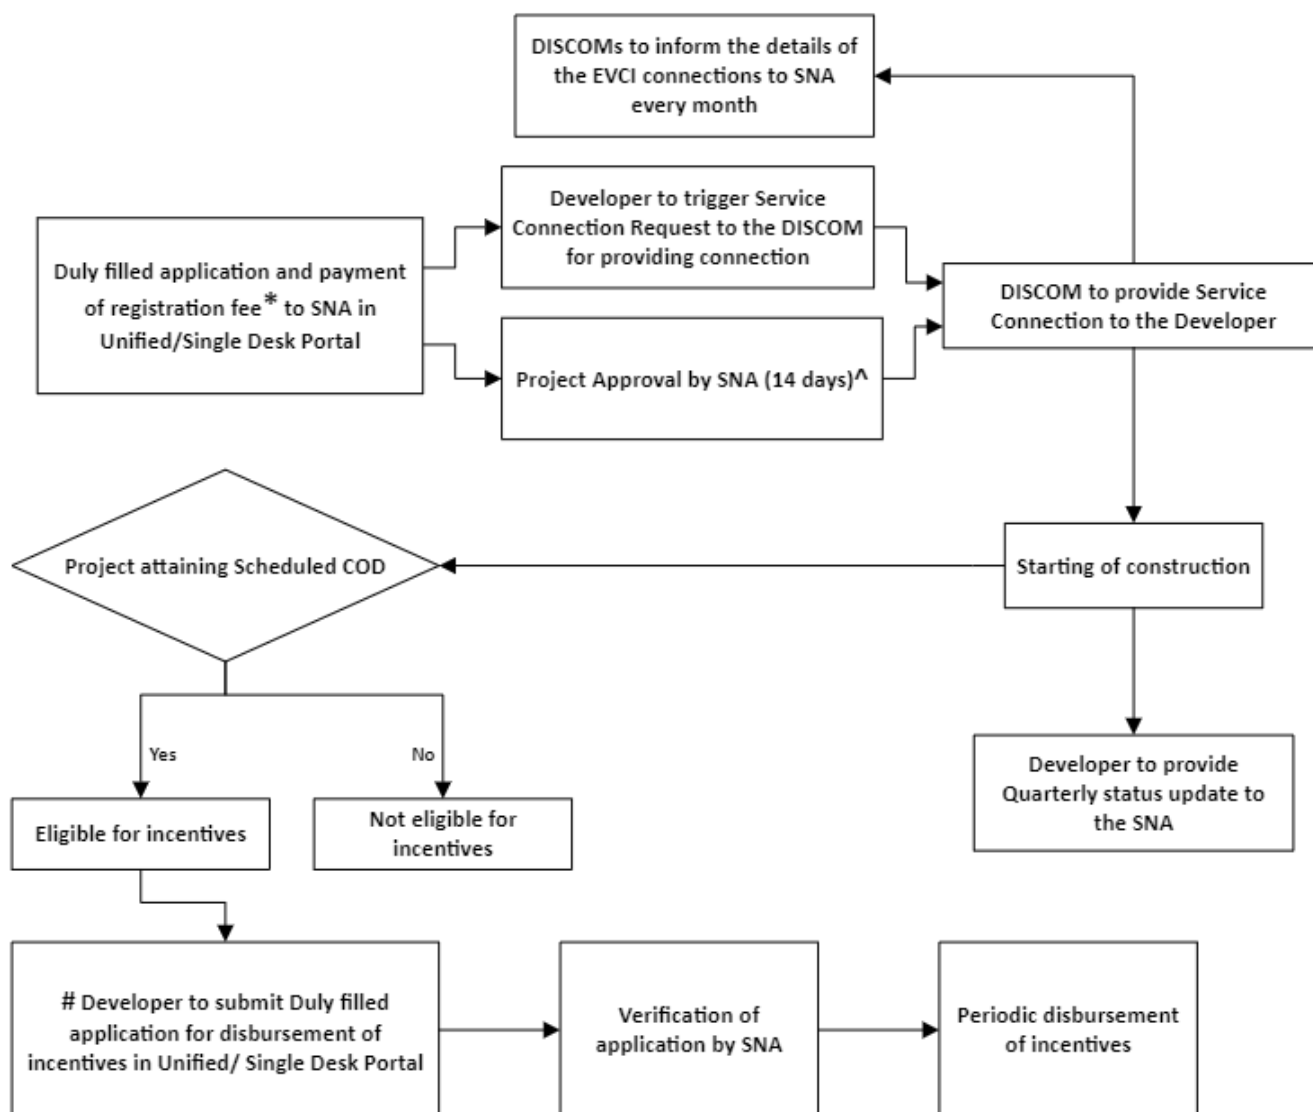 DISCOMs to inform the details of
the EVCI connections to SNA
every month
Developer to trigger Service
Connection Request to the DISCOM
for providing connection
Duly filled application and payment
of registration fee* to SNA in
Unified/Single Desk Portal
Project Approval by SNA (14 days)^
DISCOM to provide Service
Connection to the Developer
Project attaining Scheduled COD
Starting of construction
Yes
No
Developer to provide
Quarterly status update to
the SNA
Eligible for incentives
Not eligible for
incentives
# Developer to submit Duly filled
application for disbursement of
incentives in Unified/ Single Desk Portal
Verification of
application by SNA
Periodic disbursement
of incentives